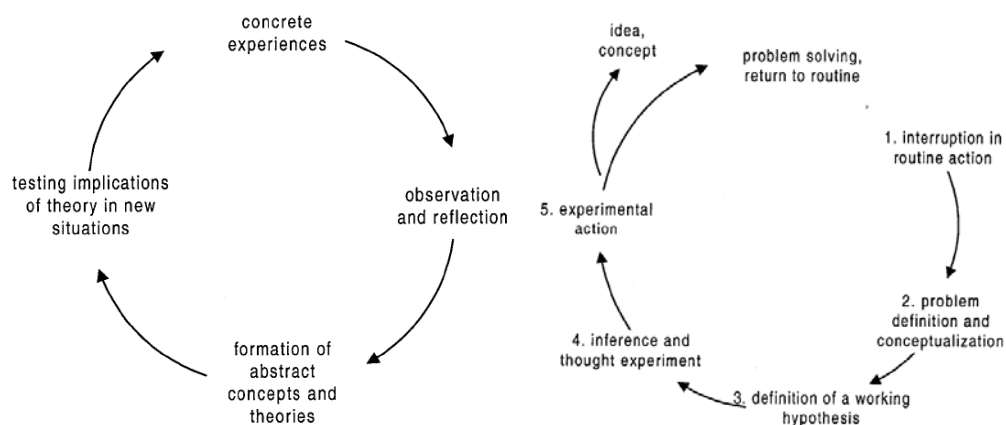 concrete
experiences
observation
and reflection
formation of
abstract
concepts and
theories
testing implications
of theory in new
situations
idea,
concept
problem solving,
return to routine
1. interruption in
routine action
2. problem
definition and
conceptualization
3. definition of a working
hypothesis
4. inference and
thought experiment
5. experimental
action